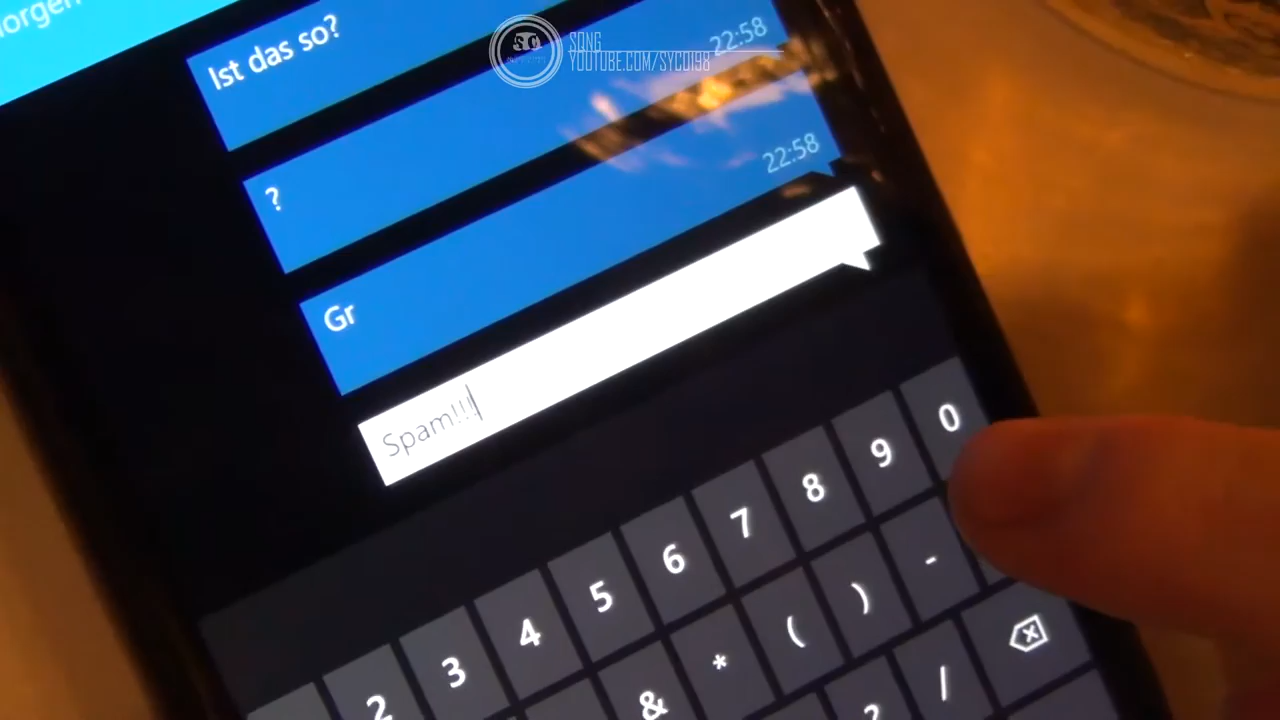 orgen
Ist das so?
22:58
SC
SONG
YOUTUBE.COM/SYCO198
?
22:58
Gr
Spam!!!
0
9
8
7
6
5
4
3
2
-
)
(
*
&
/
?